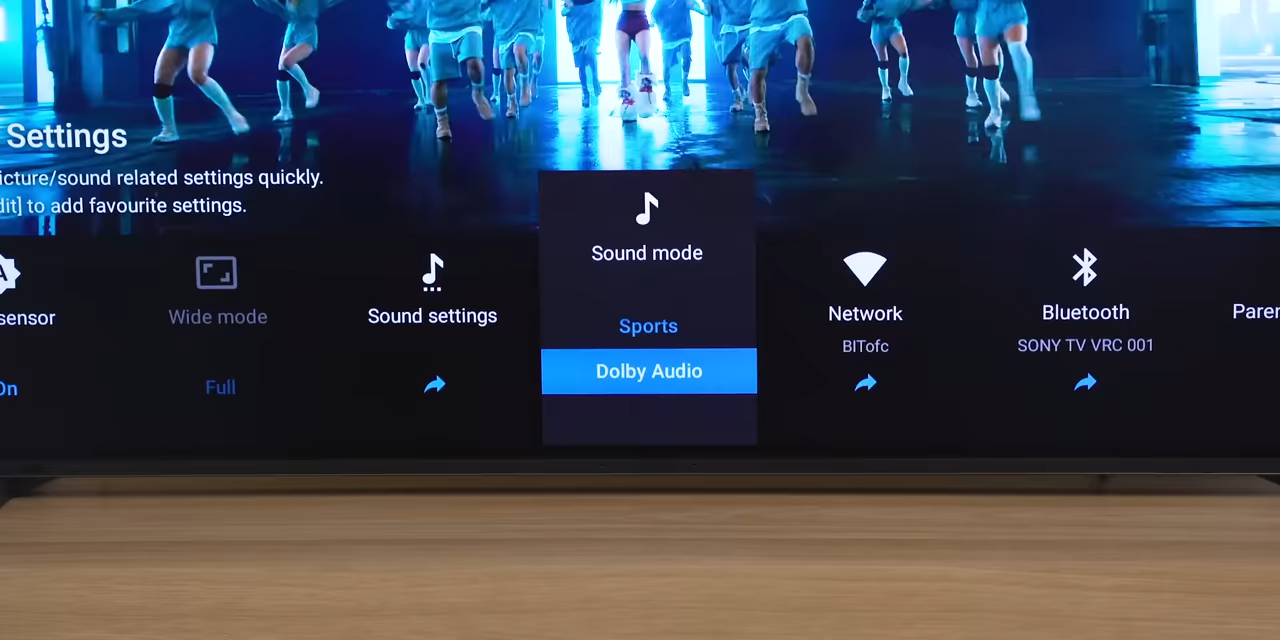 Settings
icture/sound related settings quickly.
dit] to add favourite settings.
sensor
On
Wide mode
Full
Sound settings
Sound mode
Sports
Dolby Audio
Network
BITofc
Bluetooth
SONY TV VRC 001
Paren